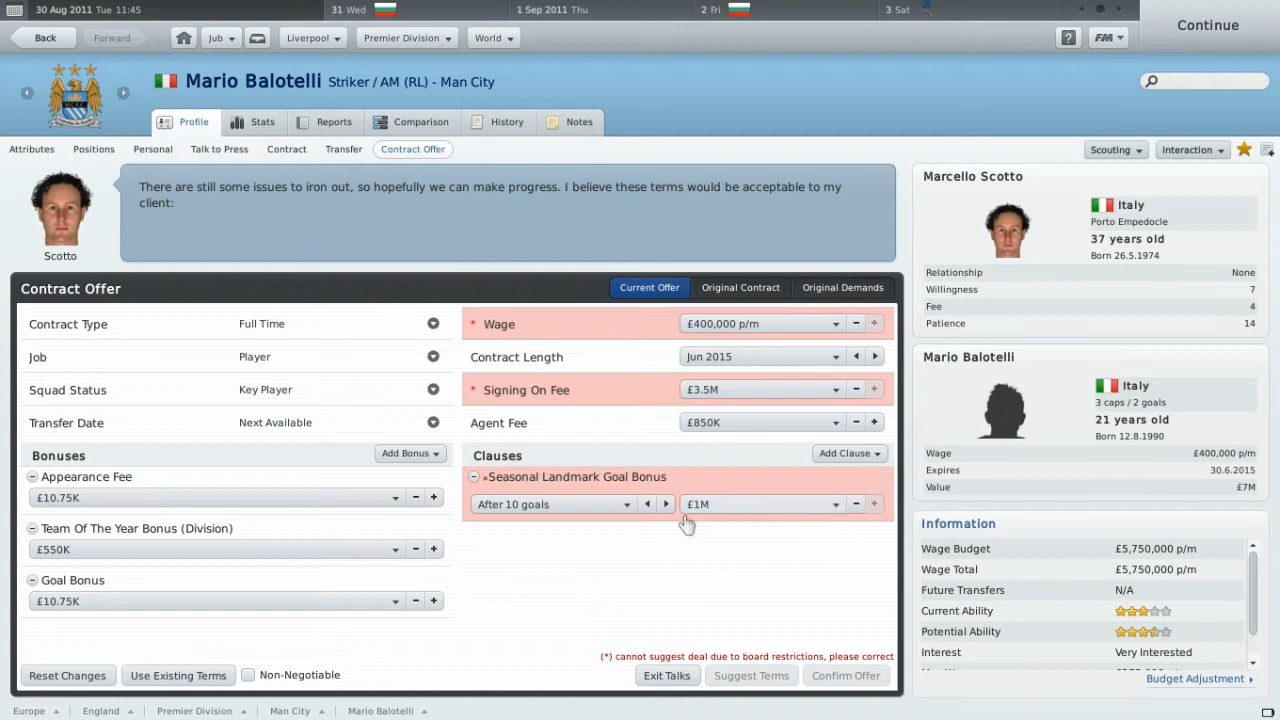 30 Aug 2011 Tue 11:45
31 Wed
1 Sep 2011 Thu
2 Fri
3 Sat
Continue
Back
Forward
Job
Liverpool
Premier Division
World
?
FM
Mario Balotelli Striker / AM (RL) - Man City
Profile
Stats
Reports
Comparison
History
Notes
Attributes
Positions
Personal
Talk to Press
Contract
Transfer
Contract Offer
Scouting
Interaction
There are still some issues to iron out, so hopefully we can make progress. I believe these terms would be acceptable to my
client:
Scotto
Marcello Scotto
Italy
Porto Empedocle
37 years old
Born 26.5.1974
Relationship None
Willingness 7
Fee 4
Patience 14
Contract Offer
Current Offer
Original Contract
Original Demands
Contract Type Full Time
Job Player
Squad Status Key Player
Transfer Date Next Available
* Wage £400,000 p/m
Contract Length Jun 2015
* Signing On Fee £3.5M
Agent Fee £850K
Bonuses
Add Bonus
Appearance Fee
£10.75K
Team Of The Year Bonus (Division)
£550K
Goal Bonus
£10.75K
Clauses
Add Clause
*Seasonal Landmark Goal Bonus
After 10 goals £1M
(*) cannot suggest deal due to board restrictions, please correct
Reset Changes
Use Existing Terms
Non-Negotiable
Exit Talks
Suggest Terms
Confirm Offer
Mario Balotelli
Italy
3 caps / 2 goals
21 years old
Born 12.8.1990
Wage £400,000 p/m
Expires 30.6.2015
Value £7M
Information
Wage Budget £5,750,000 p/m
Wage Total £5,750,000 p/m
Future Transfers N/A
Current Ability
Potential Ability
Interest Very Interested
Budget Adjustment
Europe
England
Premier Division
Man City
Mario Balotelli